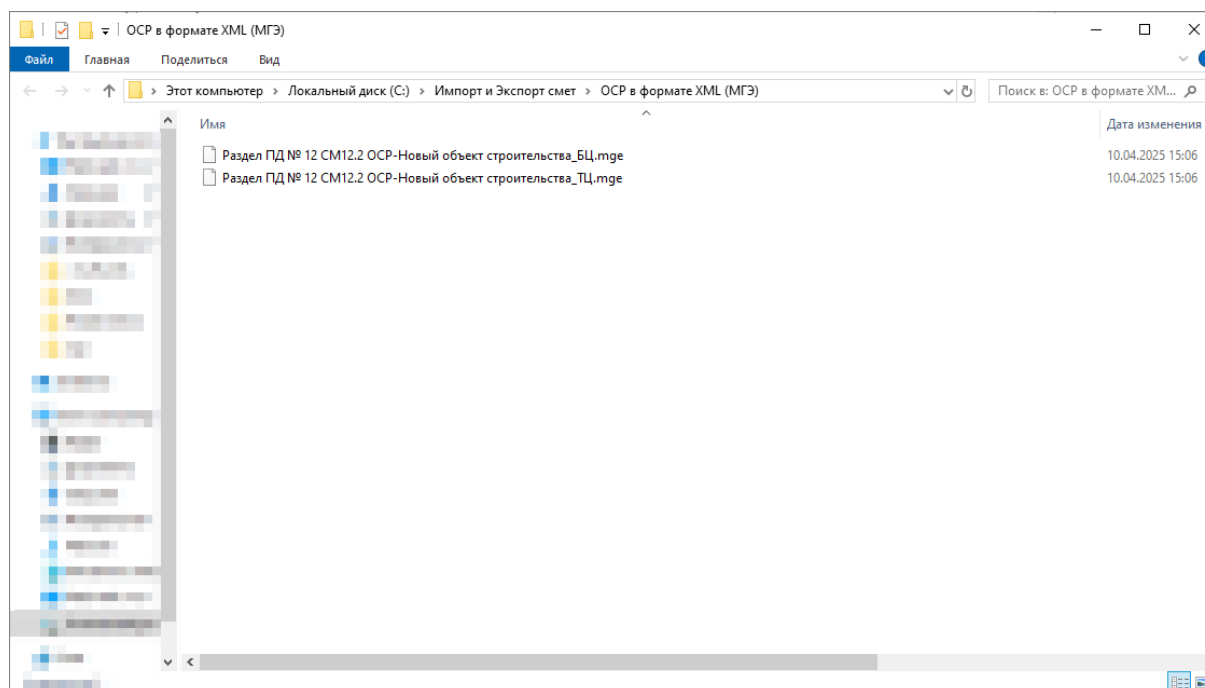 ОСР в формате XML (МГЭ)
Файл Главная Поделиться Вид
Этот компьютер › Локальный диск (C:) › Импорт и Экспорт смет › ОСР в формате XML (МГЭ) Поиск в: ОСР в формате XM...
Имя Дата изменения
Раздел ПД № 12 СМ12.2 ОСР-Новый объект строительства_БЦ.mge 10.04.2025 15:06
Раздел ПД № 12 СМ12.2 ОСР-Новый объект строительства_ТЦ.mge 10.04.2025 15:06